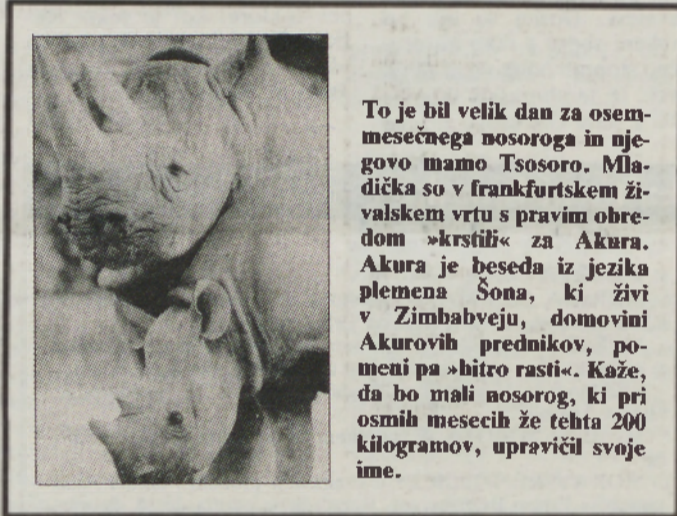 To je bil velik dan za osem-
mesečnega nosoroga in nje-
govo mamo Tsosoro. Mla-
dička so v frankfurtskem ži-
valskem vrtu s pravim obre-
dom »krstili« za Akura.
Akura je beseda iz jezika
plemena Šona, ki živi
v Zimbabveju, domovini
Akurovih prednikov, po-
meni pa »hitro rasti«. Kaže,
da bo mali nosorog, ki pri
osmih mesecih že tehta 200
kilogramov, upravičil svoje
ime.